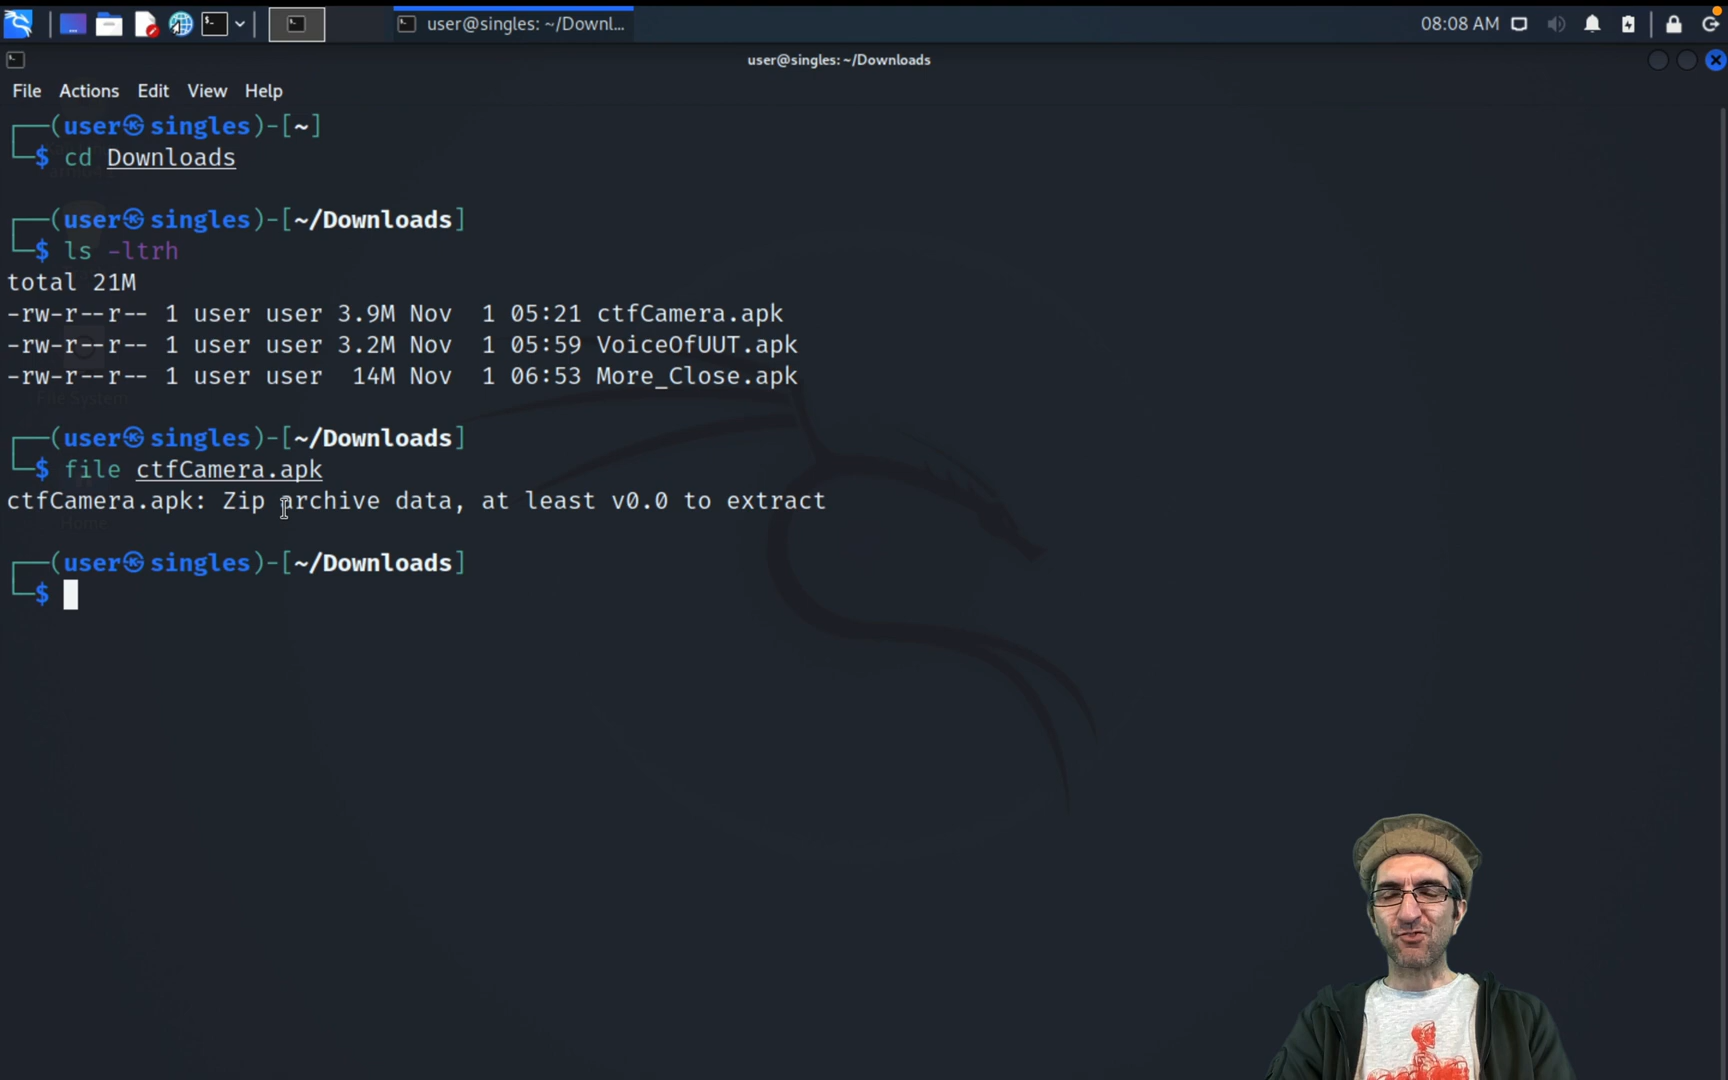 user@singles: ~/Downl...
08:08 AM
user@singles: ~/Downloads
File Actions Edit View Help
┌──(user㉿singles)-[~]
└─$ cd Downloads
┌──(user㉿singles)-[~/Downloads]
└─$ ls -ltrh
total 21M
-rw-r--r-- 1 user user 3.9M Nov  1 05:21 ctfCamera.apk
-rw-r--r-- 1 user user 3.2M Nov  1 05:59 VoiceOfUUT.apk
-rw-r--r-- 1 user user  14M Nov  1 06:53 More_Close.apk
File System
┌──(user㉿singles)-[~/Downloads]
└─$ file ctfCamera.apk
ctfCamera.apk: Zip archive data, at least v0.0 to extract
Home
┌──(user㉿singles)-[~/Downloads]
└─$